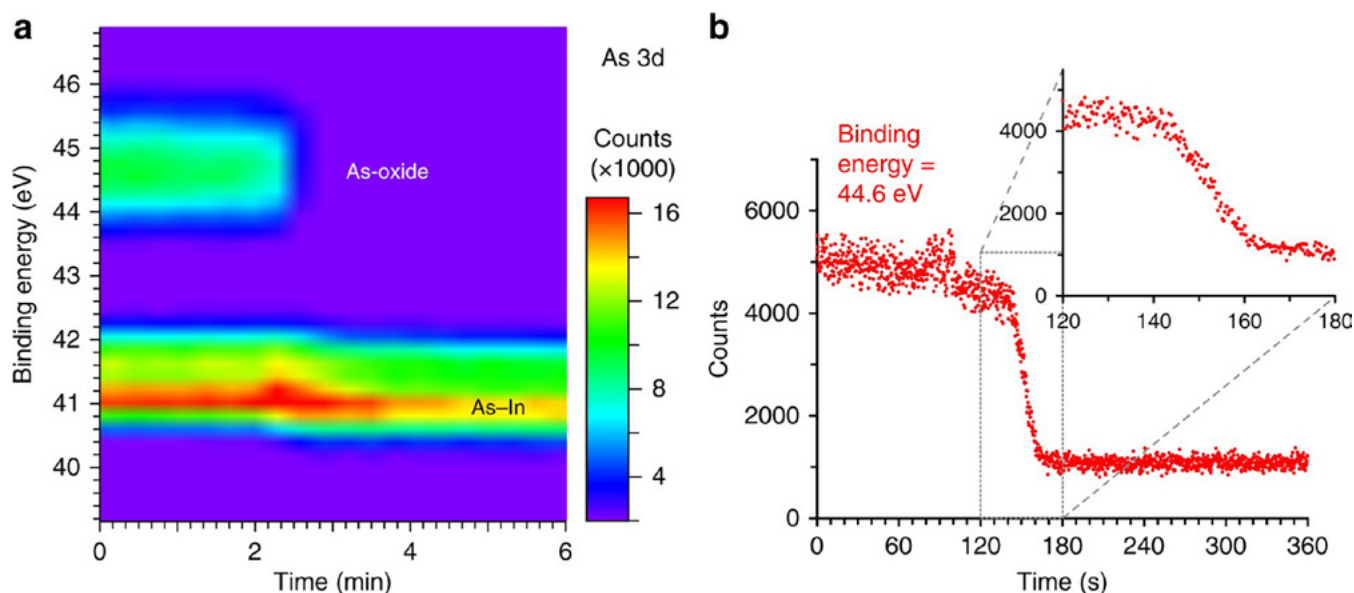 a
Binding energy (eV)
46
45
44
43
42
41
40
0
2
4
6
Time (min)
As-oxide
As–In
As 3d
Counts
(×1000)
16
12
8
4
b
Counts
6000
4000
2000
0
0
60
120
180
240
300
360
Time (s)
Binding
energy =
44.6 eV
4000
2000
0
120
140
160
180